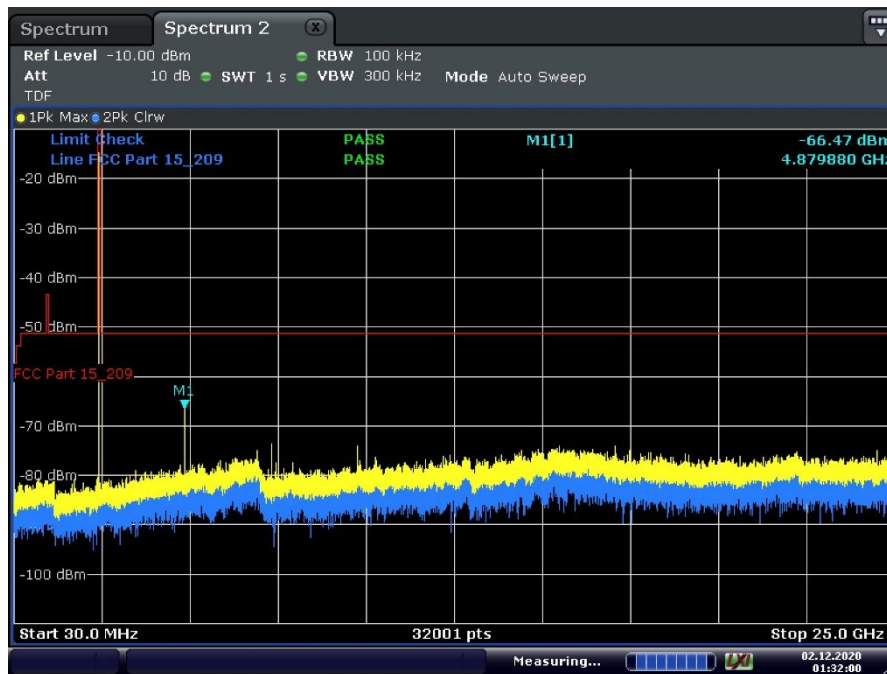 Spectrum Spectrum 2 X
Ref Level -10.00 dBm RBW 100 kHz
Att 10 dB SWT 1 s VBW 300 kHz Mode Auto Sweep
TDF
1Pk Max 2Pk Clrw
Limit Check PASS M1[1] -66.47 dBm
Line FCC Part 15_209 PASS 4.879880 GHz
-20 dBm
-30 dBm
-40 dBm
-50 dBm
FCC Part 15_209
M1
-70 dBm
-80 dBm
-100 dBm
Start 30.0 MHz 32001 pts Stop 25.0 GHz
Measuring... LXI 02.12.2020
01:32:00